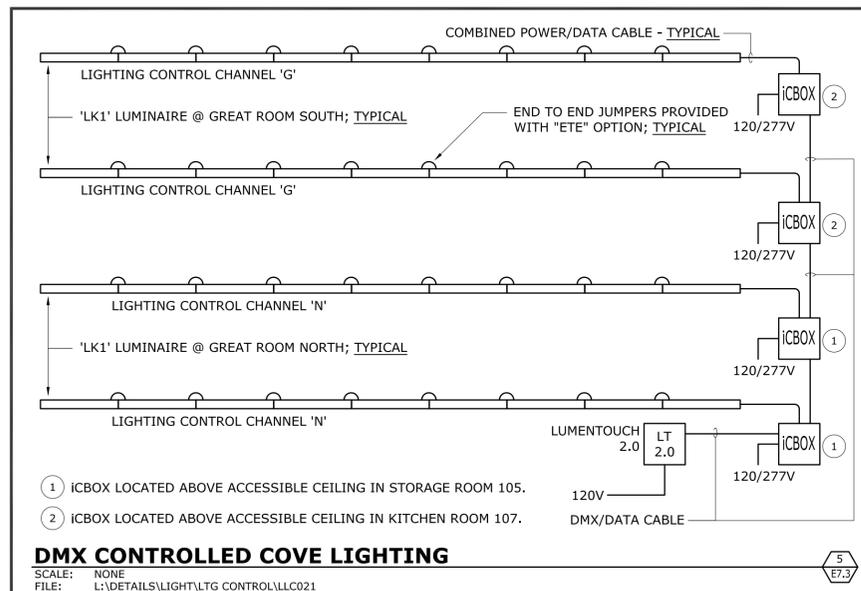 COMBINED POWER/DATA CABLE - TYPICAL
LIGHTING CONTROL CHANNEL 'G'
iCBOX
2
'LK1' LUMINAIRE @ GREAT ROOM SOUTH; TYPICAL
END TO END JUMPERS PROVIDED
WITH "ETE" OPTION; TYPICAL
120/277V
LIGHTING CONTROL CHANNEL 'G'
iCBOX
2
120/277V
LIGHTING CONTROL CHANNEL 'N'
iCBOX
1
'LK1' LUMINAIRE @ GREAT ROOM NORTH; TYPICAL
120/277V
LIGHTING CONTROL CHANNEL 'N'
LUMENTOUCH
2.0
LT
2.0
iCBOX
1
120/277V
1 iCBOX LOCATED ABOVE ACCESSIBLE CEILING IN STORAGE ROOM 105.
120V
2 iCBOX LOCATED ABOVE ACCESSIBLE CEILING IN KITCHEN ROOM 107.
DMX/DATA CABLE
DMX CONTROLLED COVE LIGHTING
SCALE: NONE
FILE: L:\DETAILS\LIGHT\LTG CONTROL\LLC021
5
E7.3